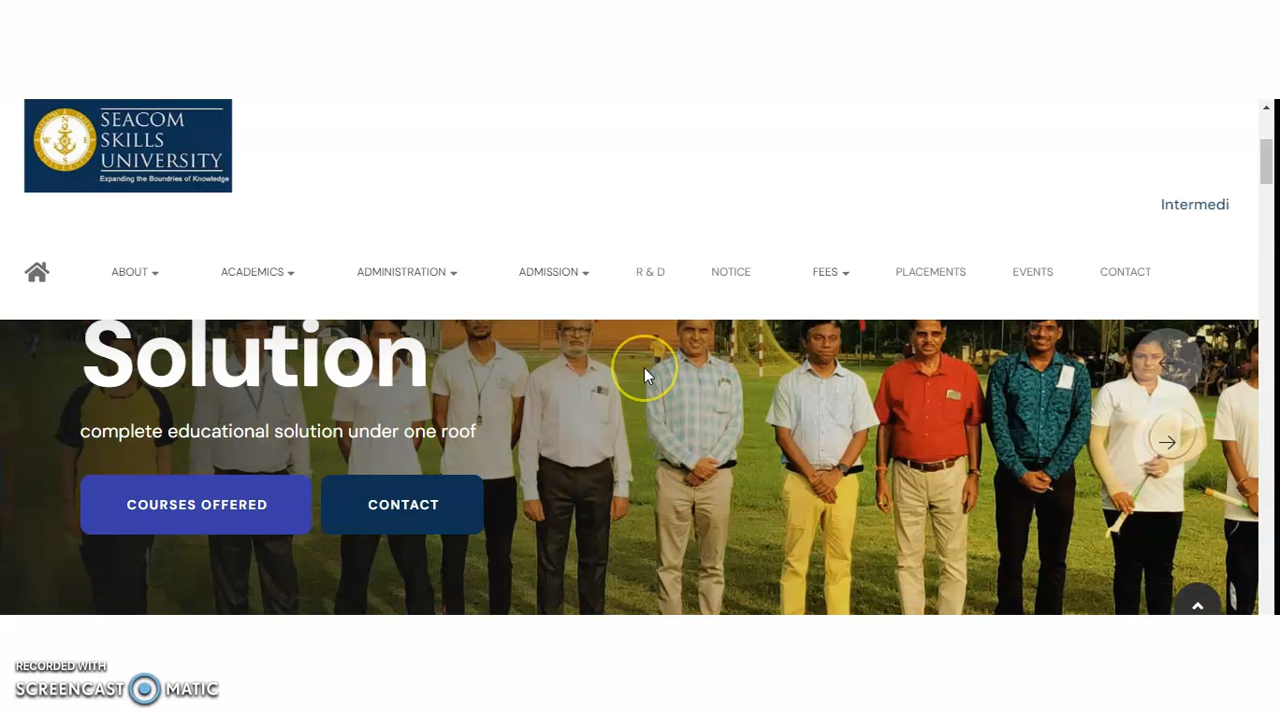 SEACOM
SKILLS
UNIVERSITY
Expanding the Boundries of Knowledge
Intermedi
ABOUT ACADEMICS ADMINISTRATION ADMISSION R & D NOTICE FEES PLACEMENTS EVENTS CONTACT
Solution
complete educational solution under one roof
COURSES OFFERED CONTACT
RECORDED WITH
SCREENCAST MATIC